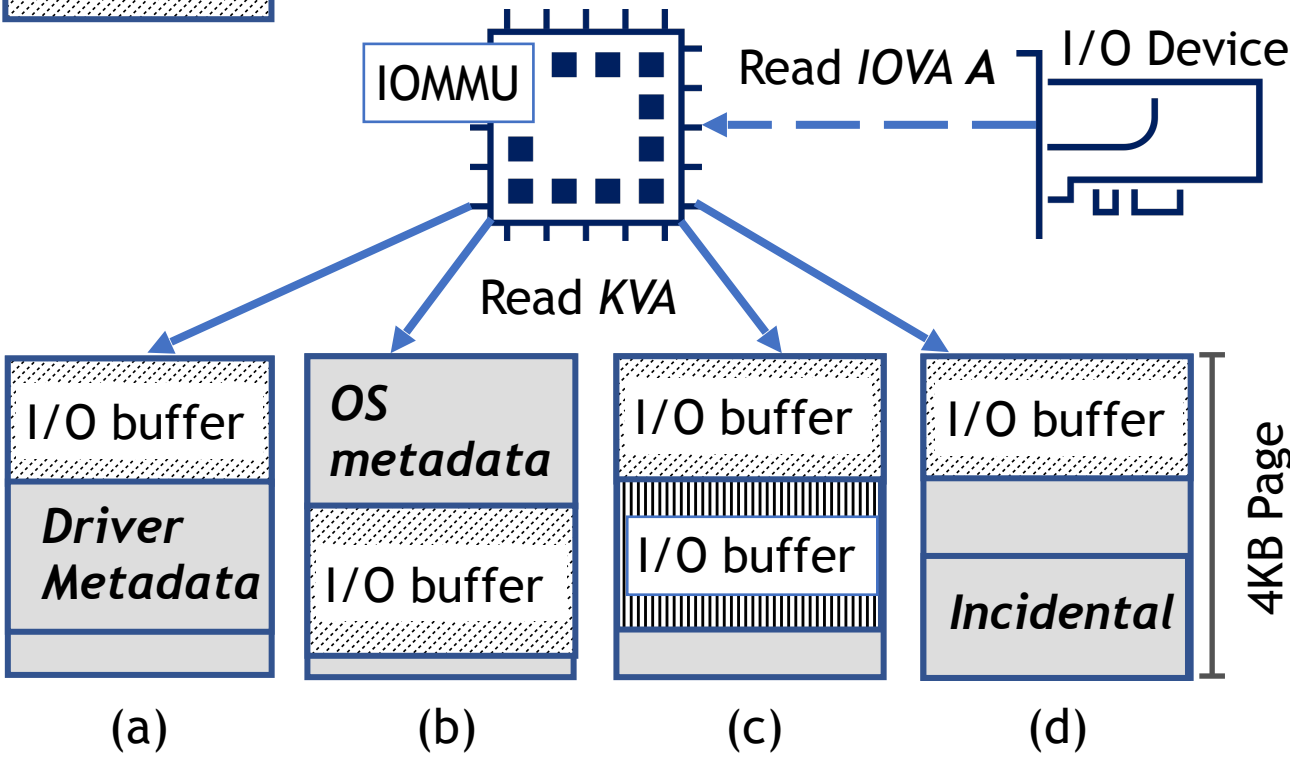 I/O Device
IOMMU
Read IOVA A
Read KVA
I/O buffer
Driver
Metadata
OS
metadata
I/O buffer
I/O buffer
I/O buffer
I/O buffer
Incidental
4KB Page
(a)
(b)
(c)
(d)